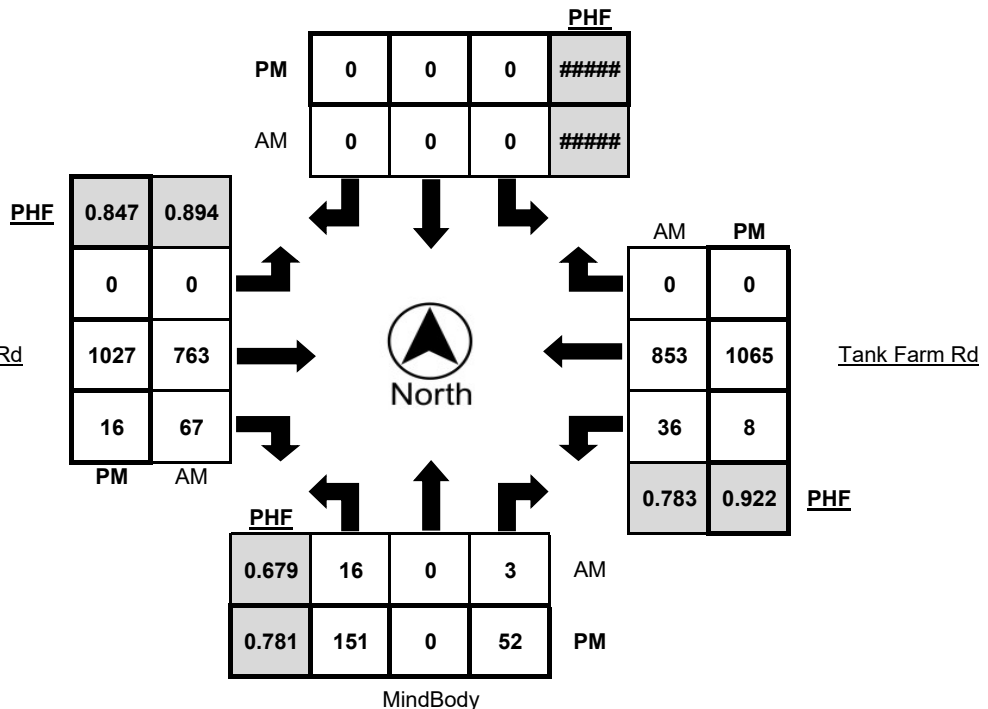 PHF
PM 0 0 0 #####
AM 0 0 0 #####
PHF 0.847 0.894
AM PM
0 0
0 0
Rd 1027 763
North
853 1065 Tank Farm Rd
16 67
36 8
PM AM
0.783 0.922 PHF
PHF
0.679 16 0 3 AM
0.781 151 0 52 PM
MindBody